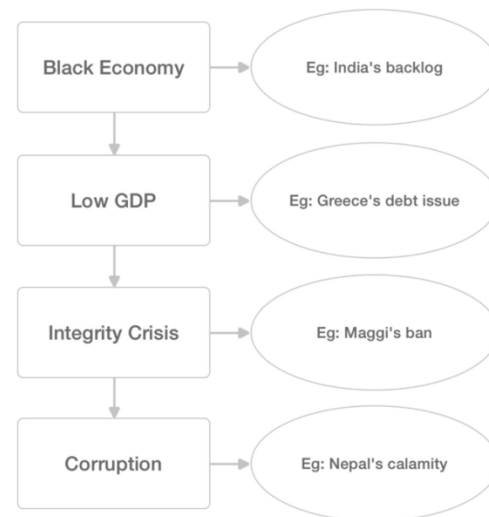 Black Economy
Eg: India's backlog
Low GDP
Eg: Greece's debt issue
Integrity Crisis
Eg: Maggi's ban
Corruption
Eg: Nepal's calamity